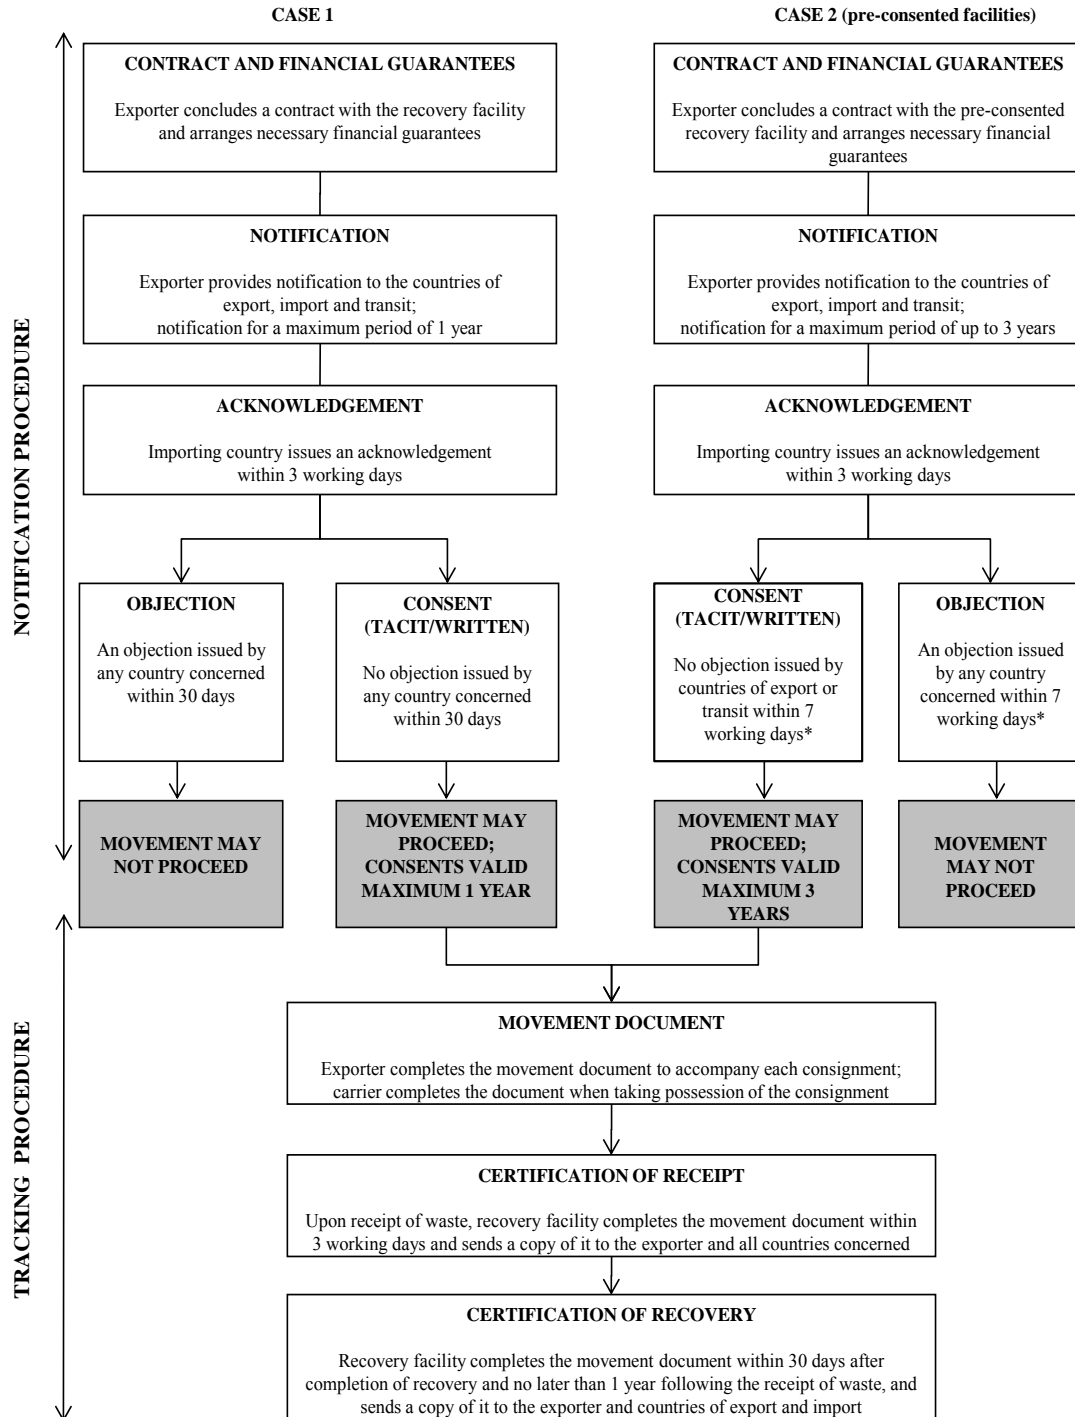 CASE 1
CASE 2 (pre-consented facilities)
NOTIFICATION PROCEDURE
CONTRACT AND FINANCIAL GUARANTEES
Exporter concludes a contract with the recovery facility
and arranges necessary financial guarantees
CONTRACT AND FINANCIAL GUARANTEES
Exporter concludes a contract with the pre-consented
recovery facility and arranges necessary financial
guarantees
NOTIFICATION
Exporter provides notification to the countries of
export, import and transit;
notification for a maximum period of 1 year
NOTIFICATION
Exporter provides notification to the countries of
export, import and transit;
notification for a maximum period of up to 3 years
ACKNOWLEDGEMENT
Importing country issues an acknowledgement
within 3 working days
ACKNOWLEDGEMENT
Importing country issues an acknowledgement
within 3 working days
OBJECTION
An objection issued by
any country concerned
within 30 days
CONSENT
(TACIT/WRITTEN)
No objection issued by
any country concerned
within 30 days
CONSENT
(TACIT/WRITTEN)
No objection issued by
countries of export or
transit within 7
working days*
OBJECTION
An objection issued
by any country
concerned within 7
working days*
MOVEMENT MAY
NOT PROCEED
MOVEMENT MAY
PROCEED;
CONSENTS VALID
MAXIMUM 1 YEAR
MOVEMENT MAY
PROCEED;
CONSENTS VALID
MAXIMUM 3
YEARS
MOVEMENT
MAY NOT
PROCEED
TRACKING PROCEDURE
MOVEMENT DOCUMENT
Exporter completes the movement document to accompany each consignment;
carrier completes the document when taking possession of the consignment
CERTIFICATION OF RECEIPT
Upon receipt of waste, recovery facility completes the movement document within
3 working days and sends a copy of it to the exporter and all countries concerned
CERTIFICATION OF RECOVERY
Recovery facility completes the movement document within 30 days after
completion of recovery and no later than 1 year following the receipt of waste, and
sends a copy of it to the exporter and countries of export and import